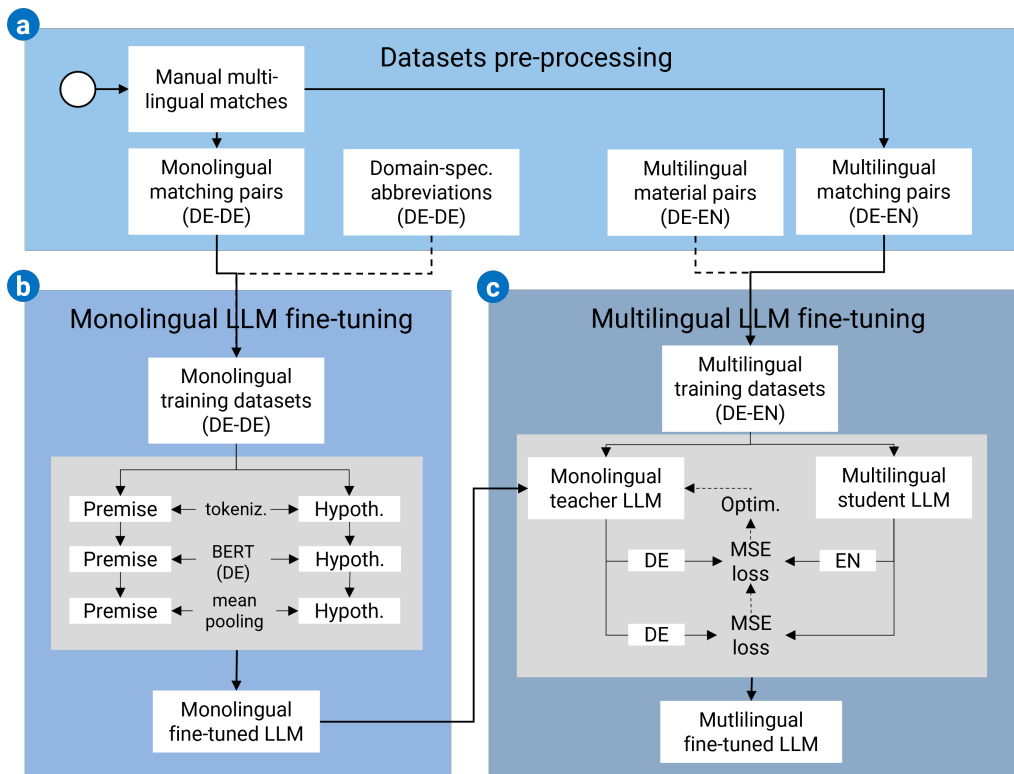 a
Datasets pre-processing
Manual multi-
lingual matches
Monolingual
matching pairs
(DE-DE)
Domain-spec.
abbreviations
(DE-DE)
Multilingual
material pairs
(DE-EN)
Multilingual
matching pairs
(DE-EN)
b
Monolingual LLM fine-tuning
Monolingual
training datasets
(DE-DE)
Premise
tokeniz.
Hypoth.
Premise
BERT
(DE)
Hypoth.
Premise
mean
pooling
Hypoth.
Monolingual
fine-tuned LLM
c
Multilingual LLM fine-tuning
Multilingual
training datasets
(DE-EN)
Monolingual
teacher LLM
Multilingual
student LLM
Optim.
DE
MSE
loss
EN
DE
MSE
loss
Mutlilingual
fine-tuned LLM